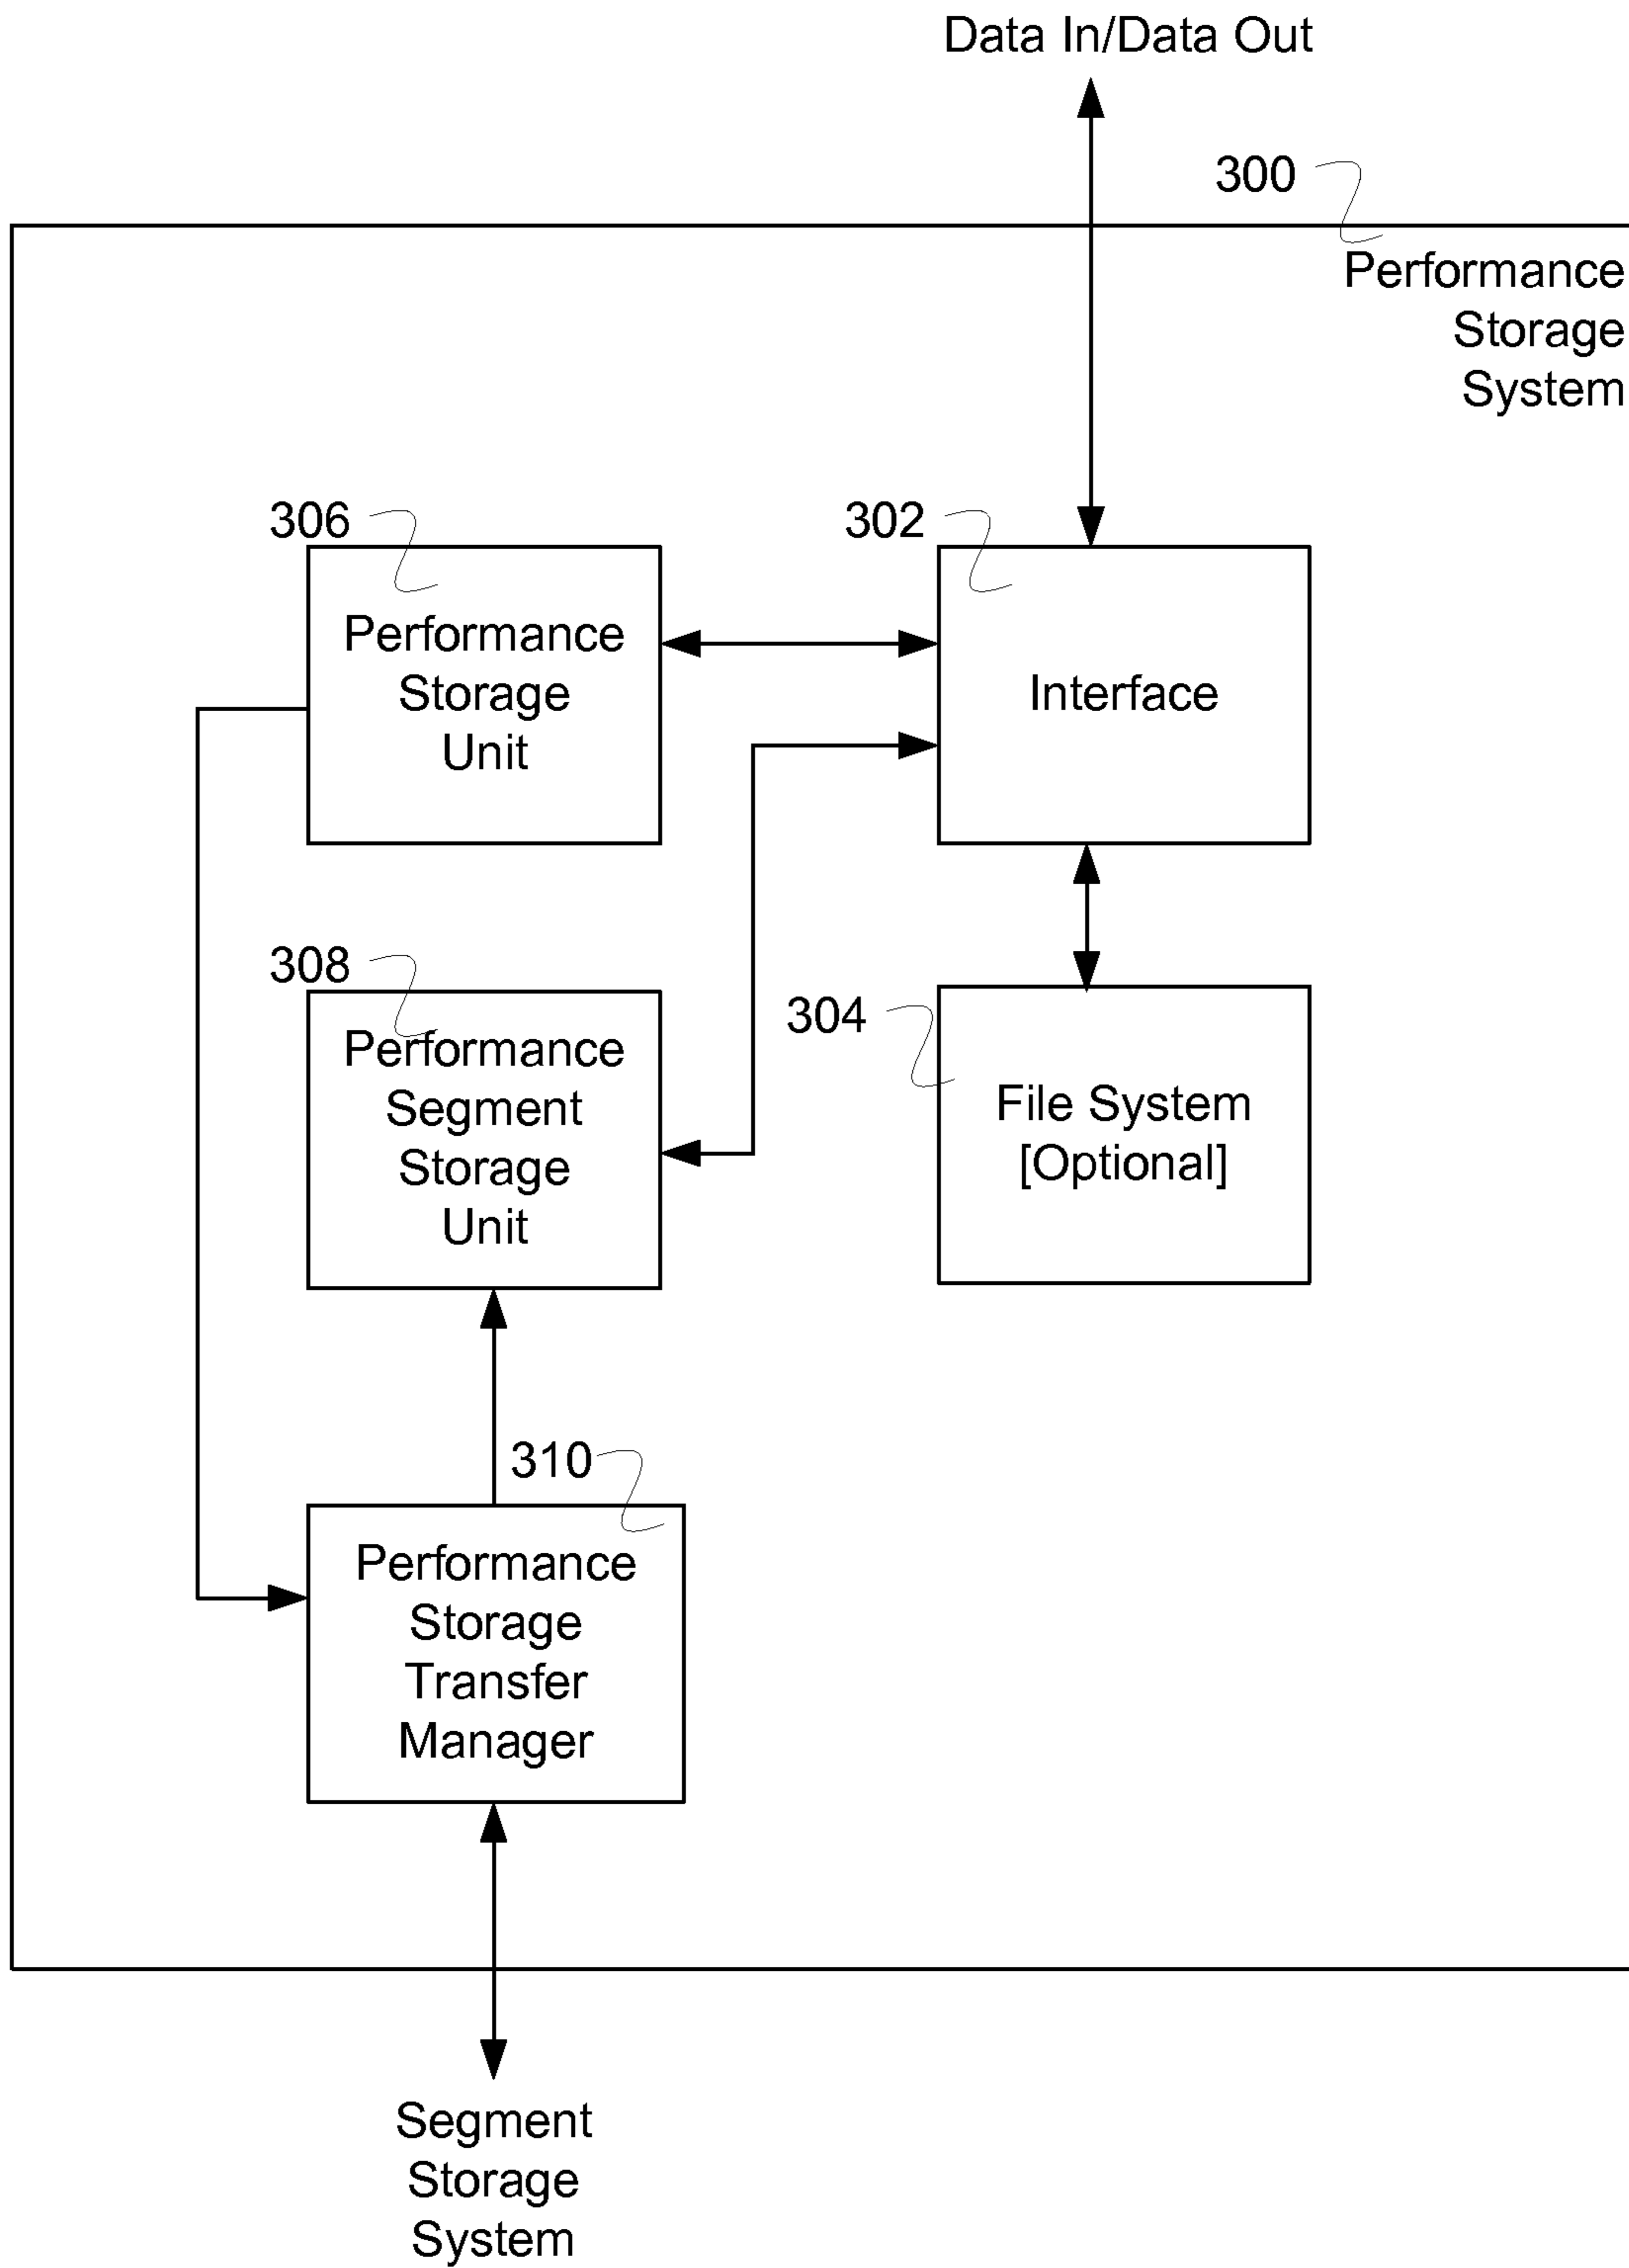 Data In/Data Out
300
Performance
Storage
System
306
Performance
Storage
Unit
302
Interface
308
Performance
Segment
Storage
Unit
304
File System
[Optional]
310
Performance
Storage
Transfer
Manager
Segment
Storage
System